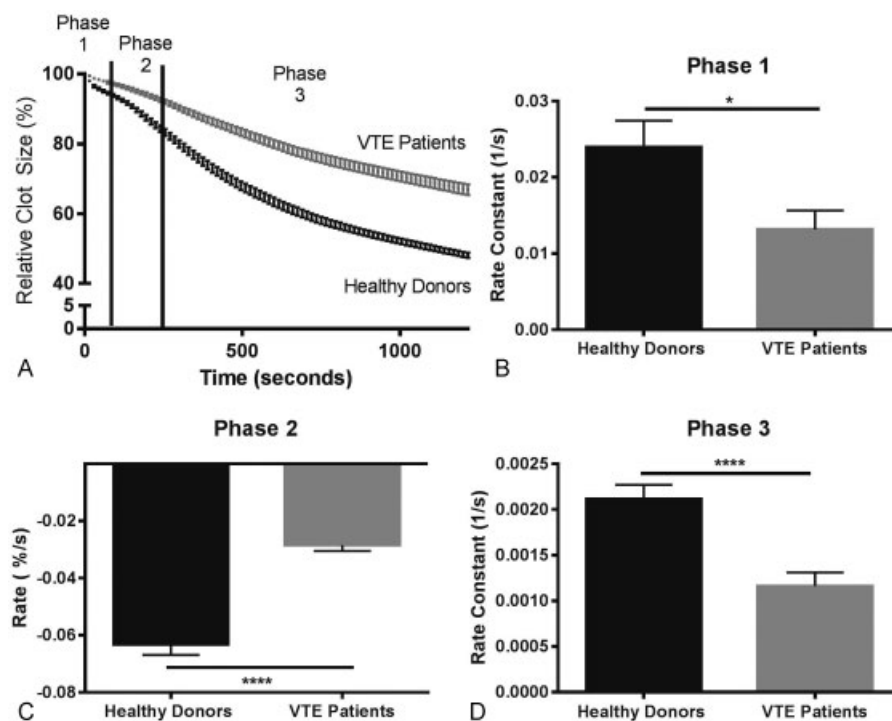 Phase
1
Phase
2
Phase
3
100
80
60
40
5
0
Relative Clot Size (%)
VTE Patients
Healthy Donors
0
500
1000
Time (seconds)
A
Phase 1
*
0.03
0.02
0.01
0.00
Rate Constant (1/s)
Healthy Donors
VTE Patients
B
Phase 2
-0.02
-0.04
-0.06
-0.08
Rate ( %/s)
****
Healthy Donors
VTE Patients
C
Phase 3
****
0.0025
0.0020
0.0015
0.0010
0.0005
0.0000
Rate Constant (1/s)
Healthy Donors
VTE Patients
D